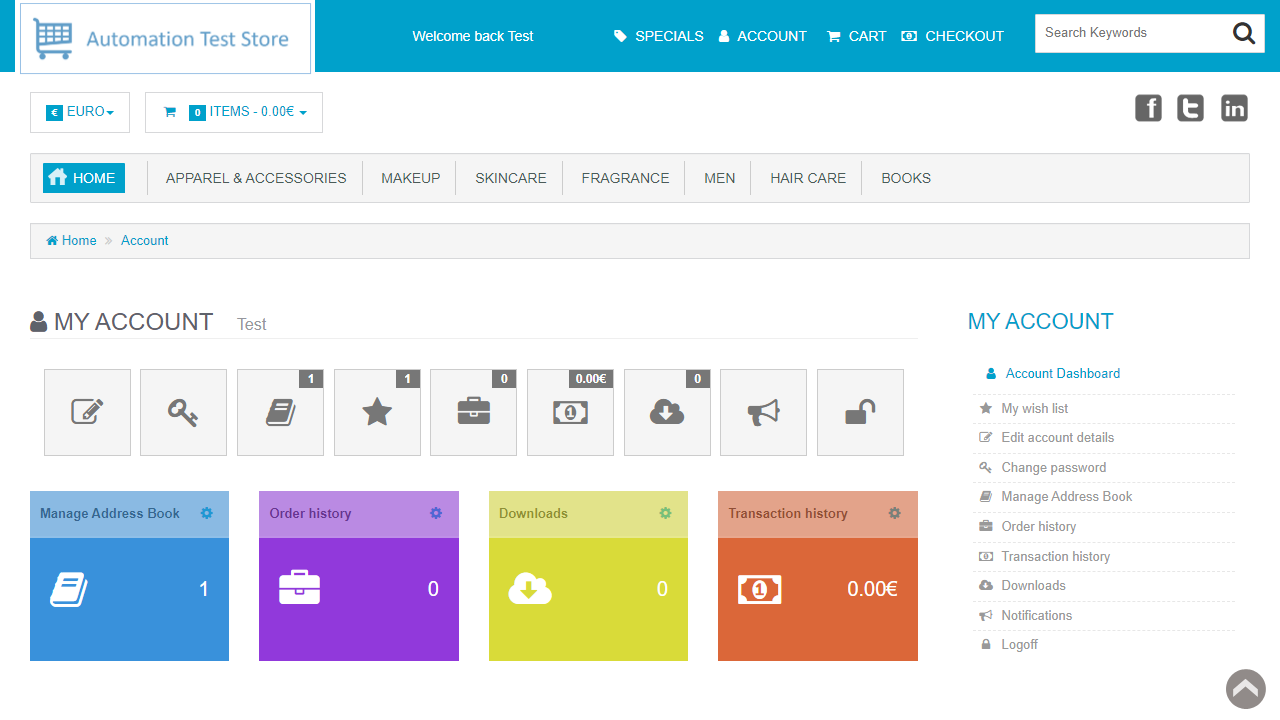 Automation Test Store
Welcome back Test
SPECIALS
ACCOUNT
CART
CHECKOUT
Search Keywords
€ EURO
0 ITEMS - 0.00€
HOME
APPAREL & ACCESSORIES
MAKEUP
SKINCARE
FRAGRANCE
MEN
HAIR CARE
BOOKS
Home » Account
MY ACCOUNT Test
1
1
0
0.00€
0
Manage Address Book
1
Order history
0
Downloads
0
Transaction history
0.00€
MY ACCOUNT
Account Dashboard
My wish list
Edit account details
Change password
Manage Address Book
Order history
Transaction history
Downloads
Notifications
Logoff